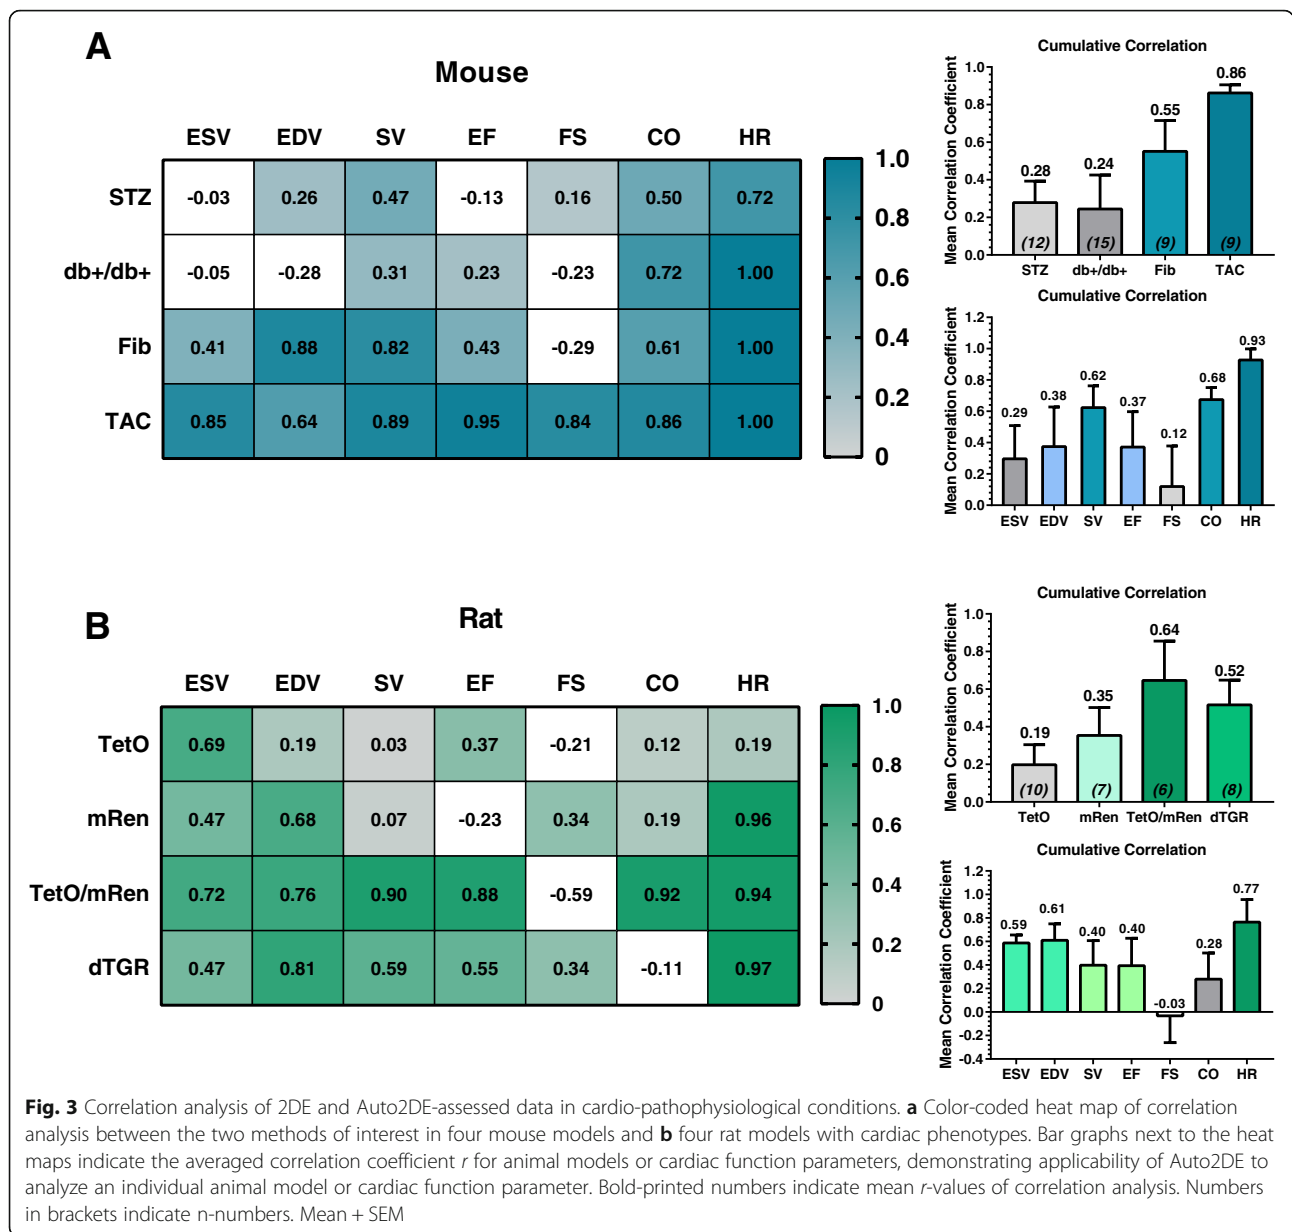 A
Mouse
ESV EDV SV EF FS CO HR
STZ -0.03 0.26 0.47 -0.13 0.16 0.50 0.72
db+/db+ -0.05 -0.28 0.31 0.23 -0.23 0.72 1.00
Fib 0.41 0.88 0.82 0.43 -0.29 0.61 1.00
TAC 0.85 0.64 0.89 0.95 0.84 0.86 1.00
1.0
0.8
0.6
0.4
0.2
0
Cumulative Correlation
Mean Correlation Coefficient
1.0
0.8
0.6
0.4
0.2
0.0
0.28 0.24 0.55 0.86
(12) (15) (9) (9)
STZ db+/db+ Fib TAC
Cumulative Correlation
Mean Correlation Coefficient
1.2
1.0
0.8
0.6
0.4
0.2
0.0
0.29 0.38 0.62 0.37 0.12 0.68 0.93
ESV EDV SV EF FS CO HR
B
Rat
ESV EDV SV EF FS CO HR
TetO 0.69 0.19 0.03 0.37 -0.21 0.12 0.19
mRen 0.47 0.68 0.07 -0.23 0.34 0.19 0.96
TetO/mRen 0.72 0.76 0.90 0.88 -0.59 0.92 0.94
dTGR 0.47 0.81 0.59 0.55 0.34 -0.11 0.97
1.0
0.8
0.6
0.4
0.2
0
Cumulative Correlation
Mean Correlation Coefficient
1.0
0.8
0.6
0.4
0.2
0.0
0.19 0.35 0.64 0.52
(10) (7) (6) (8)
TetO mRen TetO/mRen dTGR
Cumulative Correlation
Mean Correlation Coefficient
1.2
1.0
0.8
0.6
0.4
0.2
0.0
-0.2
-0.4
0.59 0.61 0.40 0.40 -0.03 0.28 0.77
ESV EDV SV EF FS CO HR
Fig. 3 Correlation analysis of 2DE and Auto2DE-assessed data in cardio-pathophysiological conditions. a Color-coded heat map of correlation
analysis between the two methods of interest in four mouse models and b four rat models with cardiac phenotypes. Bar graphs next to the heat
maps indicate the averaged correlation coefficient r for animal models or cardiac function parameters, demonstrating applicability of Auto2DE to
analyze an individual animal model or cardiac function parameter. Bold-printed numbers indicate mean r-values of correlation analysis. Numbers
in brackets indicate n-numbers. Mean + SEM